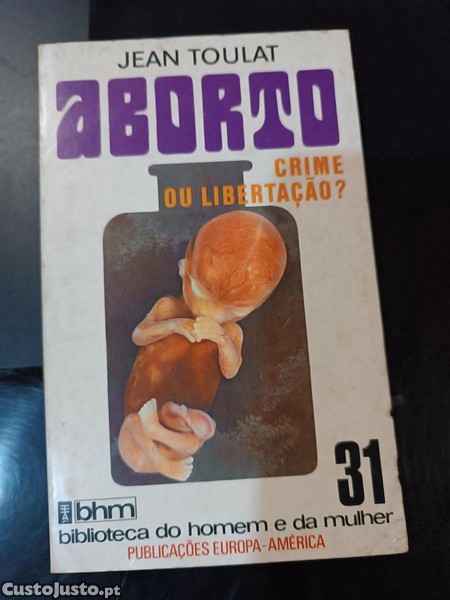 JEAN TOULAT
ABORTO
CRIME
OU LIBERTAÇÃO?
31
bhm
biblioteca do homem e da mulher
PUBLICAÇÕES EUROPA-AMÉRICA
CustoJusto.pt